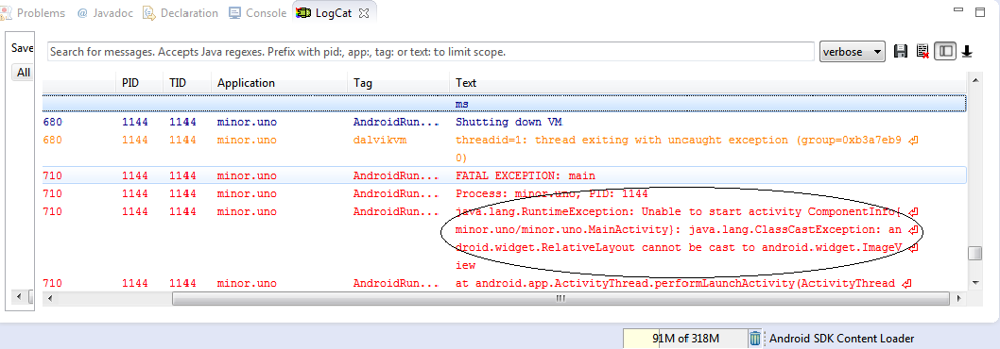 Problems @ Javadoc Declaration Console LogCat
Save
All
Search for messages. Accepts Java regexes. Prefix with pid:, app:, tag: or text: to limit scope. verbose
PID TID Application Tag Text
ms
680 1144 1144 minor.uno AndroidRun... Shutting down VM
680 1144 1144 minor.uno dalvikvm threadid=1: thread exiting with uncaught exception (group=0xb3a7eb9
0)
710 1144 1144 minor.uno AndroidRun... FATAL EXCEPTION: main
710 1144 1144 minor.uno AndroidRun... Process: minor.uno, PID: 1144
710 1144 1144 minor.uno AndroidRun... java.lang.RuntimeException: Unable to start activity ComponentInfo{
minor.uno/minor.uno.MainActivity}: java.lang.ClassCastException: an
droid.widget.RelativeLayout cannot be cast to android.widget.ImageV
iew
710 1144 1144 minor.uno AndroidRun... at android.app.ActivityThread.performLaunchActivity(ActivityThread
91M of 318M Android SDK Content Loader